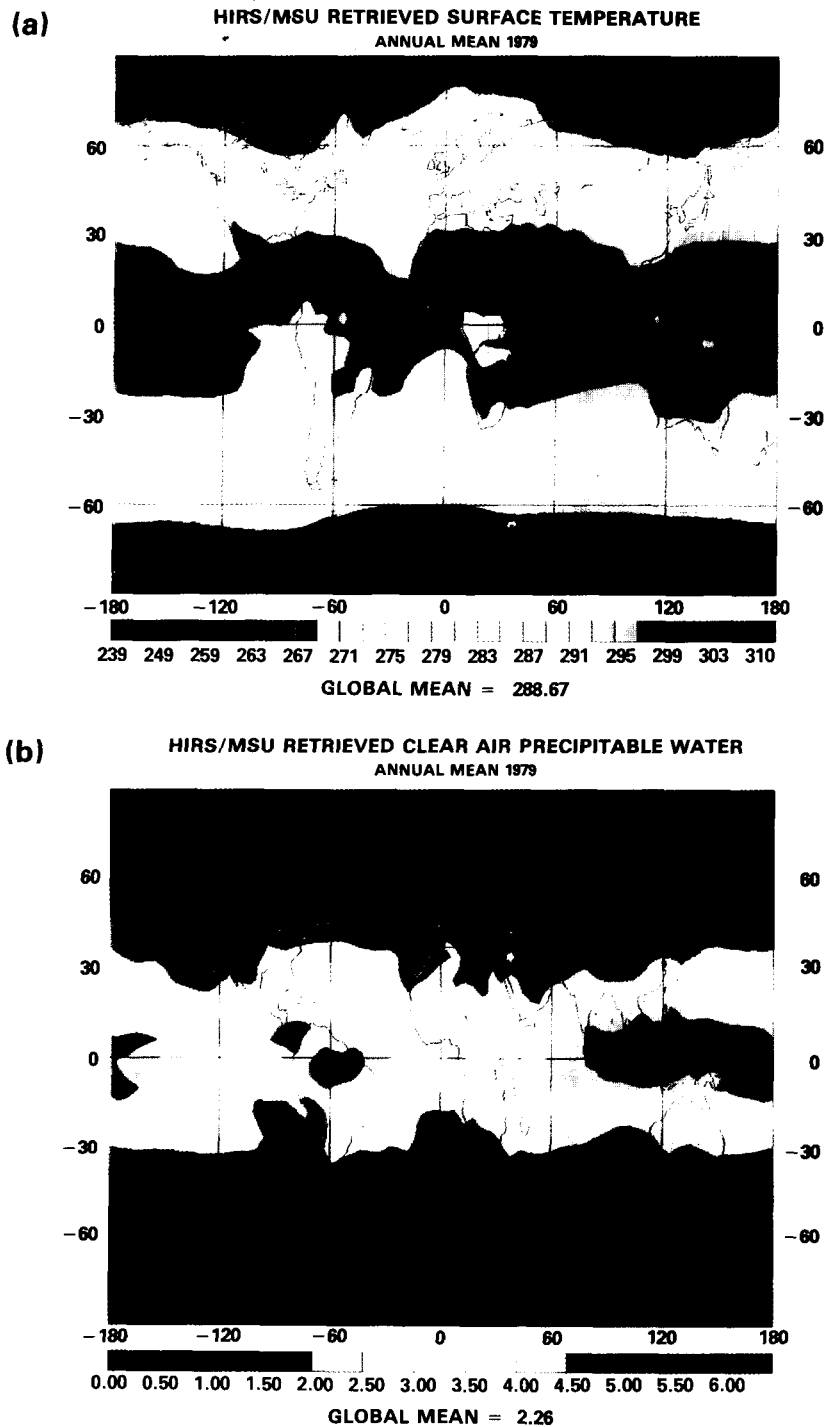 (a)
HIRS/MSU RETRIEVED SURFACE TEMPERATURE
ANNUAL MEAN 1979
60 60
30 30
0 0
−30 −30
−60 −60
−180 −120 −60 0 60 120 180
239 249 259 263 267 271 275 279 283 287 291 295 299 303 310
GLOBAL MEAN = 288.67
(b)
HIRS/MSU RETRIEVED CLEAR AIR PRECIPITABLE WATER
ANNUAL MEAN 1979
60 60
30 30
0 0
−30 −30
−60 −60
−180 −120 −60 0 60 120 180
0.00 0.50 1.00 1.50 2.00 2.50 3.00 3.50 4.00 4.50 5.00 5.50 6.00
GLOBAL MEAN = 2.26